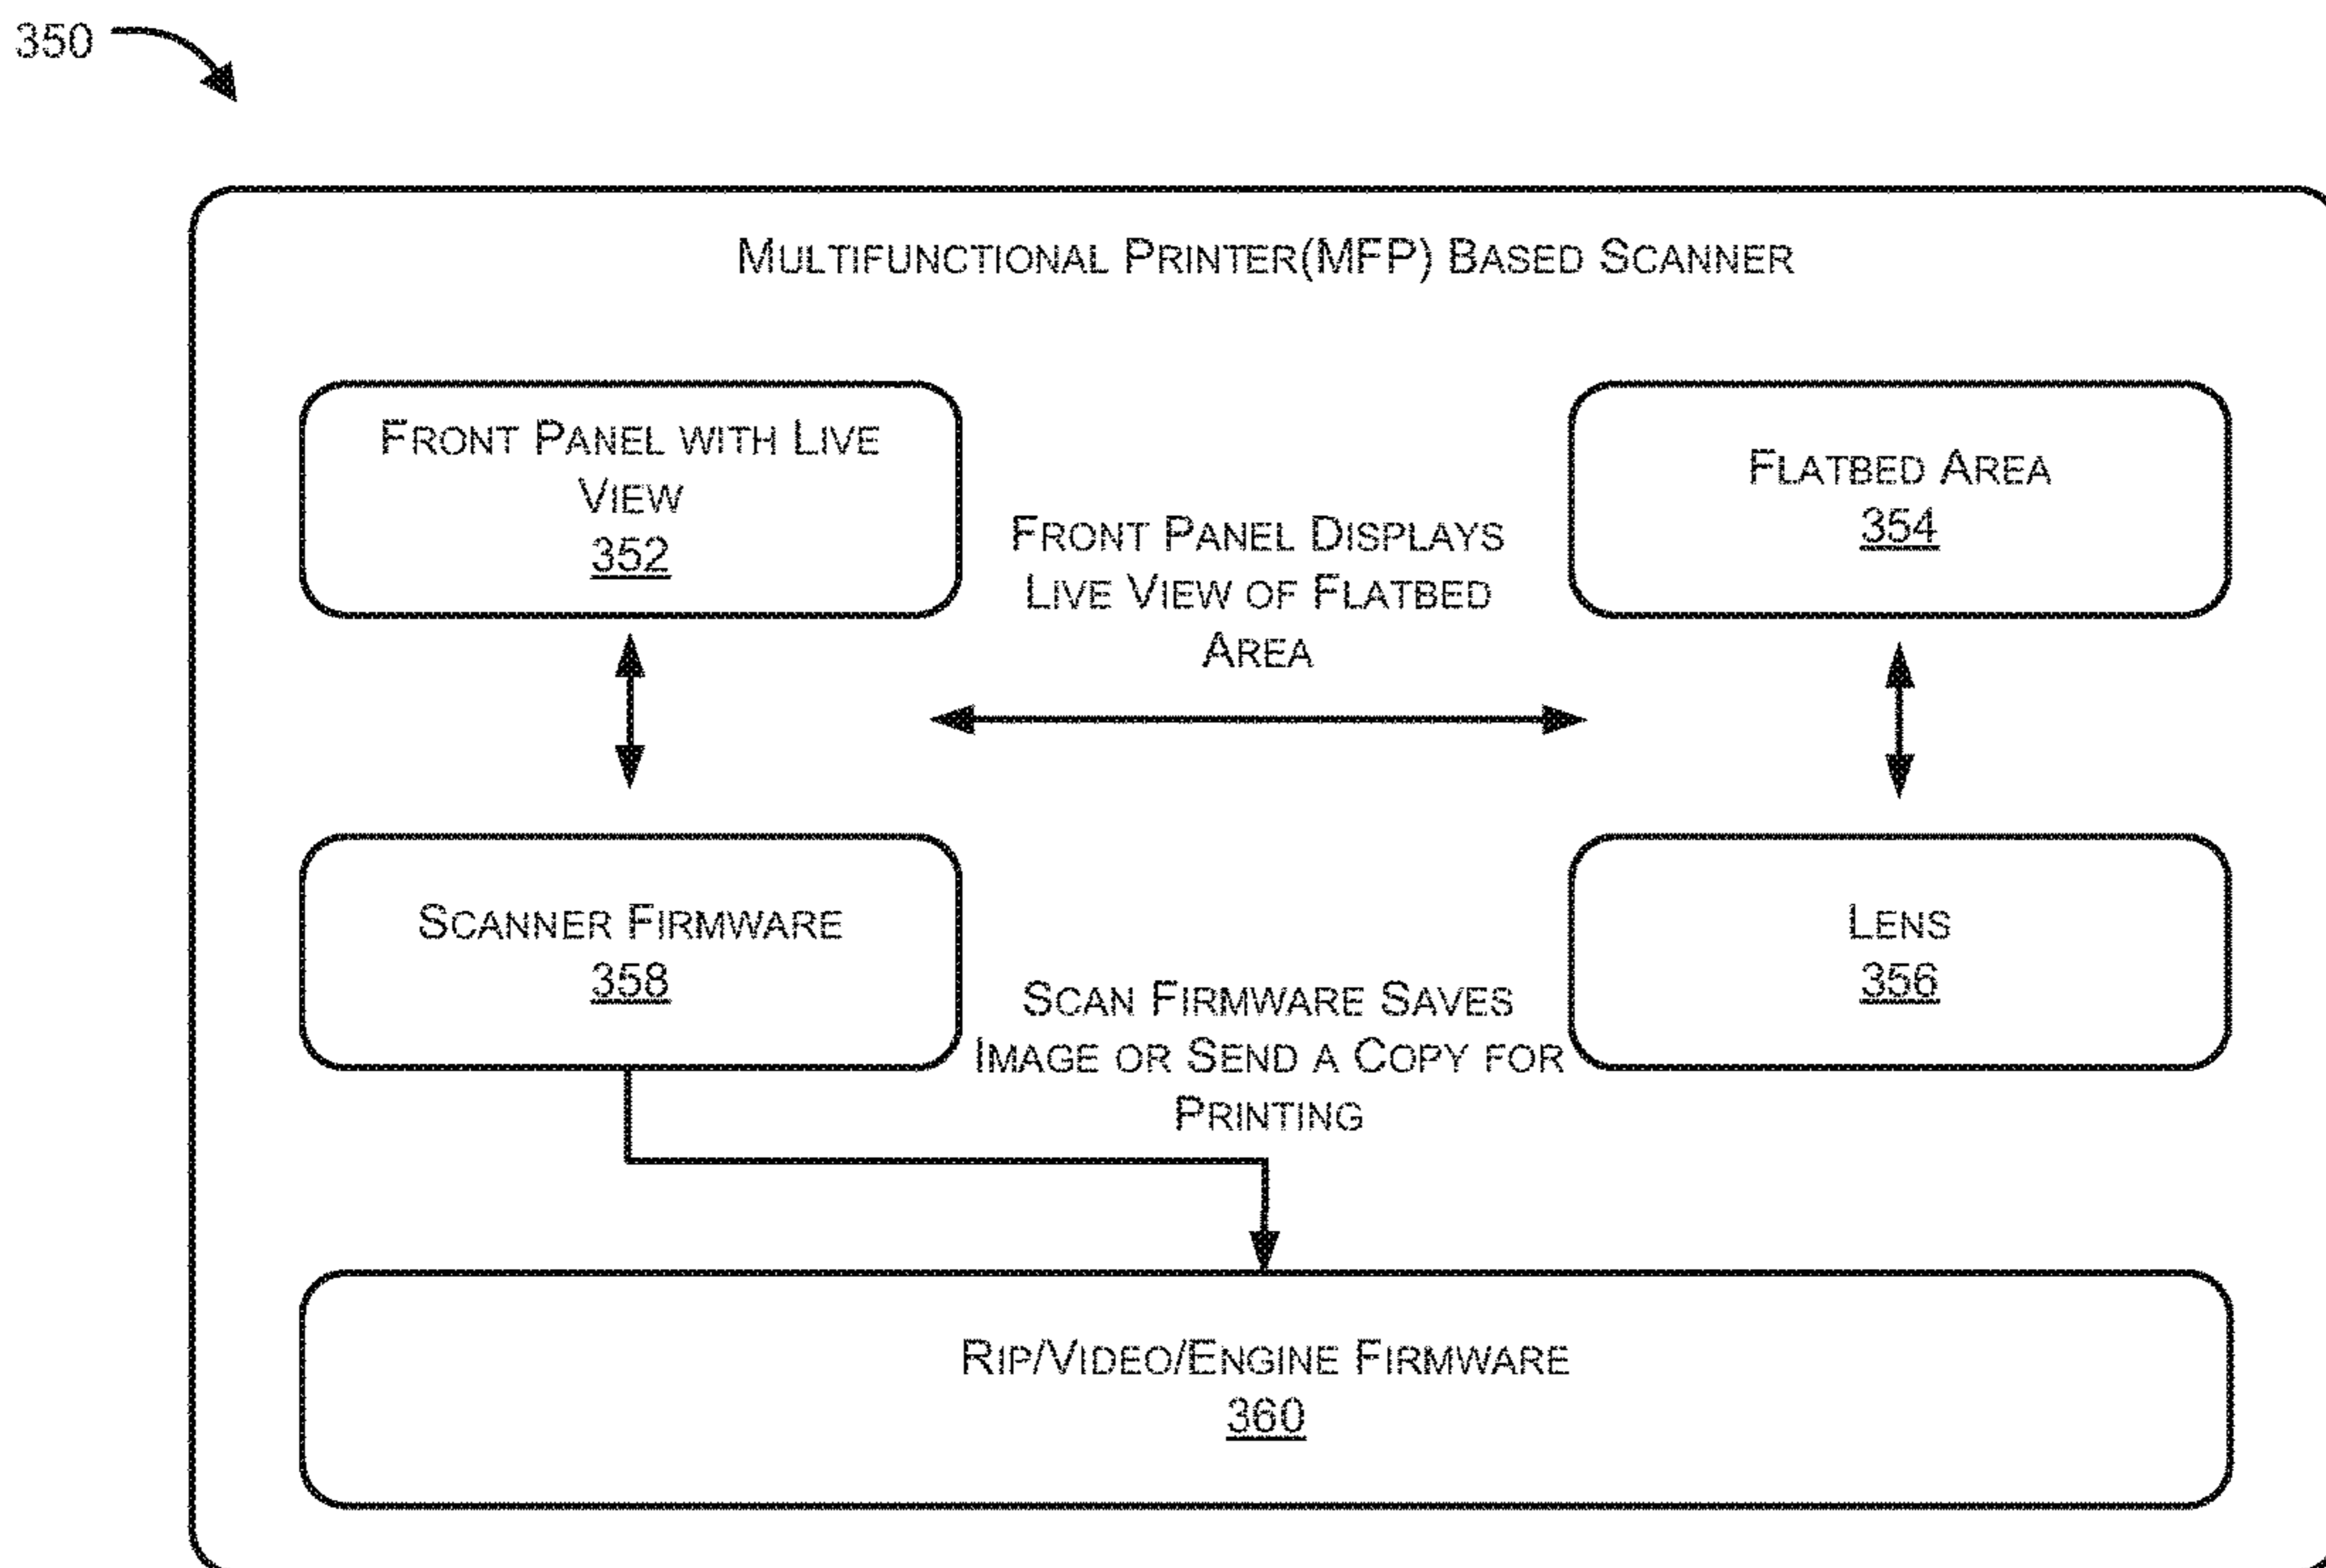 350
MULTIFUNCTIONAL PRINTER(MFP) BASED SCANNER
FRONT PANEL WITH LIVE
VIEW
352
FLATBED AREA
354
FRONT PANEL DISPLAYS
LIVE VIEW OF FLATBED
AREA
SCANNER FIRMWARE
358
LENS
356
SCAN FIRMWARE SAVES
IMAGE OR SEND A COPY FOR
PRINTING
RIP/VIDEO/ENGINE FIRMWARE
360